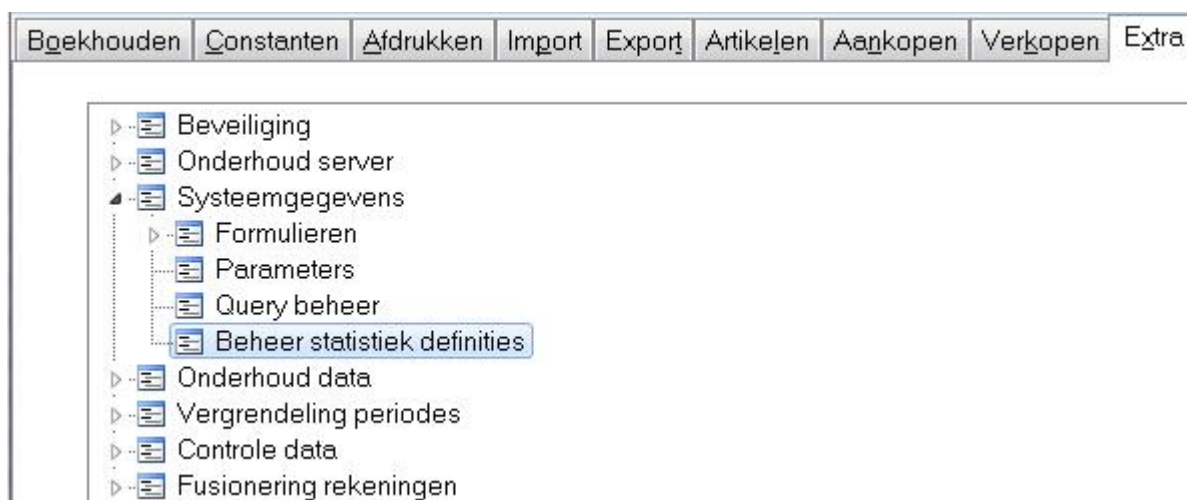 Boekhouden Constanten Afdrukken Import Export Artikelen Aankopen Verkopen Extra
Beveiliging
Onderhoud server
Systeemgegevens
Formulieren
Parameters
Query beheer
Beheer statistiek definities
Onderhoud data
Vergrendeling periodes
Controle data
Fusionering rekeningen